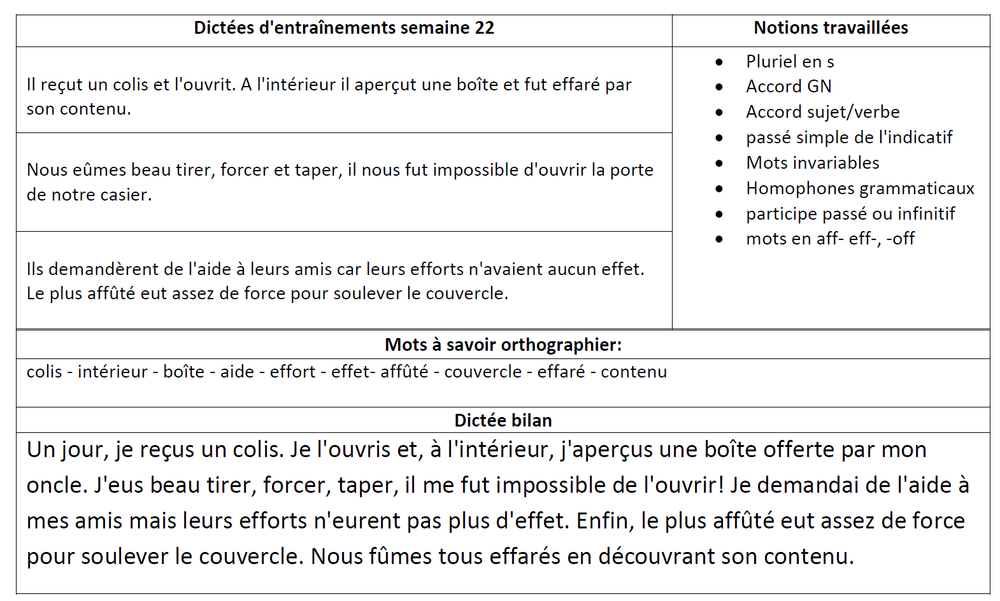 Dictées d'entraînements semaine 22
Notions travaillées
Il reçut un colis et l'ouvrit. A l'intérieur il aperçut une boîte et fut effaré par
son contenu.
Nous eûmes beau tirer, forcer et taper, il nous fut impossible d'ouvrir la porte
de notre casier.
Ils demandèrent de l'aide à leurs amis car leurs efforts n'avaient aucun effet.
Le plus affûté eut assez de force pour soulever le couvercle.
• Pluriel en s
• Accord GN
• Accord sujet/verbe
• passé simple de l'indicatif
• Mots invariables
• Homophones grammaticaux
• participe passé ou infinitif
• mots en aff- eff-, -off
Mots à savoir orthographier:
colis - intérieur - boîte - aide - effort - effet- affûté - couvercle - effaré - contenu
Dictée bilan
Un jour, je reçus un colis. Je l'ouvris et, à l'intérieur, j'aperçus une boîte offerte par mon
oncle. J'eus beau tirer, forcer, taper, il me fut impossible de l'ouvrir! Je demandai de l'aide à
mes amis mais leurs efforts n'eurent pas plus d'effet. Enfin, le plus affûté eut assez de force
pour soulever le couvercle. Nous fûmes tous effarés en découvrant son contenu.